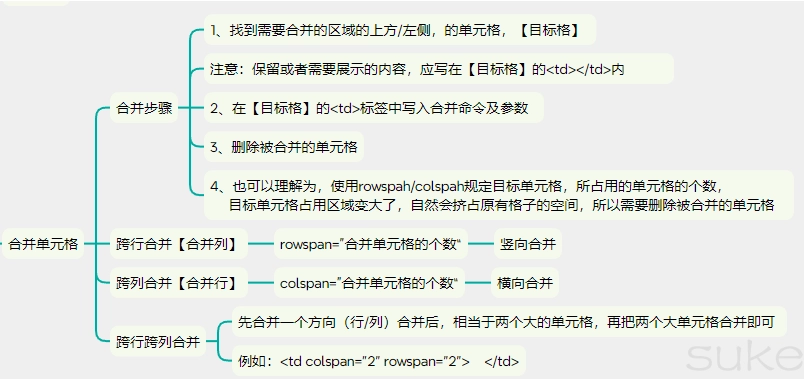 1、找到需要合并的区域的上方/左侧，的单元格，【目标格】
注意：保留或者需要展示的内容，应写在【目标格】的<td></td>内
合并步骤
2、在【目标格】的<td>标签中写入合并命令及参数
3、删除被合并的单元格
4、也可以理解为，使用rowspah/colspah规定目标单元格，所占用的单元格的个数，
目标单元格占用区域变大了，自然会挤占原有格子的空间，所以需要删除被合并的单元格
合并单元格
跨行合并【合并列】 rowspan="合并单元格的个数“ 竖向合并
跨列合并【合并行】 colspan="合并单元格的个数“ 横向合并
跨行跨列合并
先合并一个方向（行/列）合并后，相当于两个大的单元格，再把两个大单元格合并即可
例如：<td colspan="2" rowspan="2"> </td>
suke